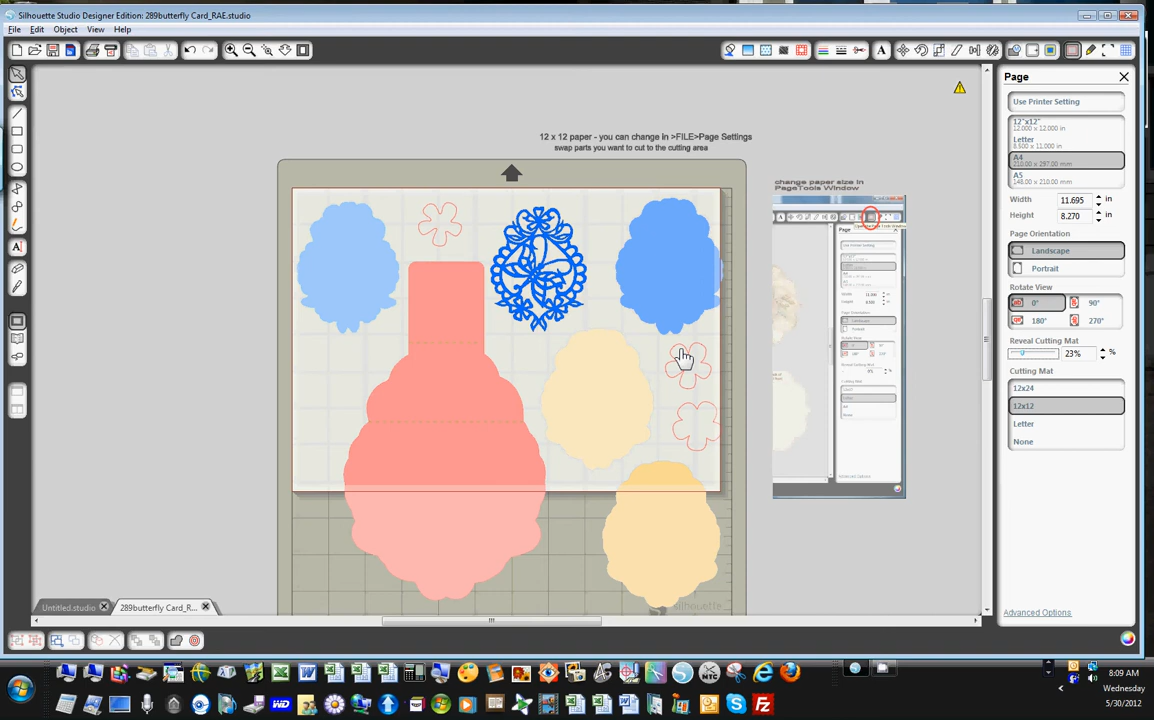 Silhouette Studio Designer Edition: 289butterfly Card_RAE.studio
File Edit Object View Help
12 x 12 paper - you can change in >FILE>Page Settings
swap parts you want to cut to the cutting area
change paper size in
PageTools Window
silhouette
Page
Use Printer Setting
12"x12"
12.000 x 12.000 in
Letter
8.500 x 11.000 in
A4
210.00 x 297.00 mm
A5
148.00 x 210.00 mm
Width 11.695 in
Height 8.270 in
Page Orientation
Landscape
Portrait
Rotate View
0° 90°
180° 270°
Reveal Cutting Mat
23% %
Cutting Mat
12x24
12x12
Letter
None
Advanced Options
Untitled.studio 289butterfly Card_R...
8:09 AM
Wednesday
5/30/2012